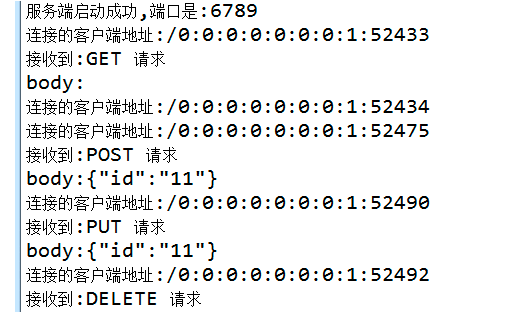 服务端启动成功,端口是:6789
连接的客户端地址:/0:0:0:0:0:0:0:1:52433
接收到:GET 请求
body:
连接的客户端地址:/0:0:0:0:0:0:0:1:52434
连接的客户端地址:/0:0:0:0:0:0:0:1:52475
接收到:POST 请求
body:{"id":"11"}
连接的客户端地址:/0:0:0:0:0:0:0:1:52490
接收到:PUT 请求
body:{"id":"11"}
连接的客户端地址:/0:0:0:0:0:0:0:1:52492
接收到:DELETE 请求